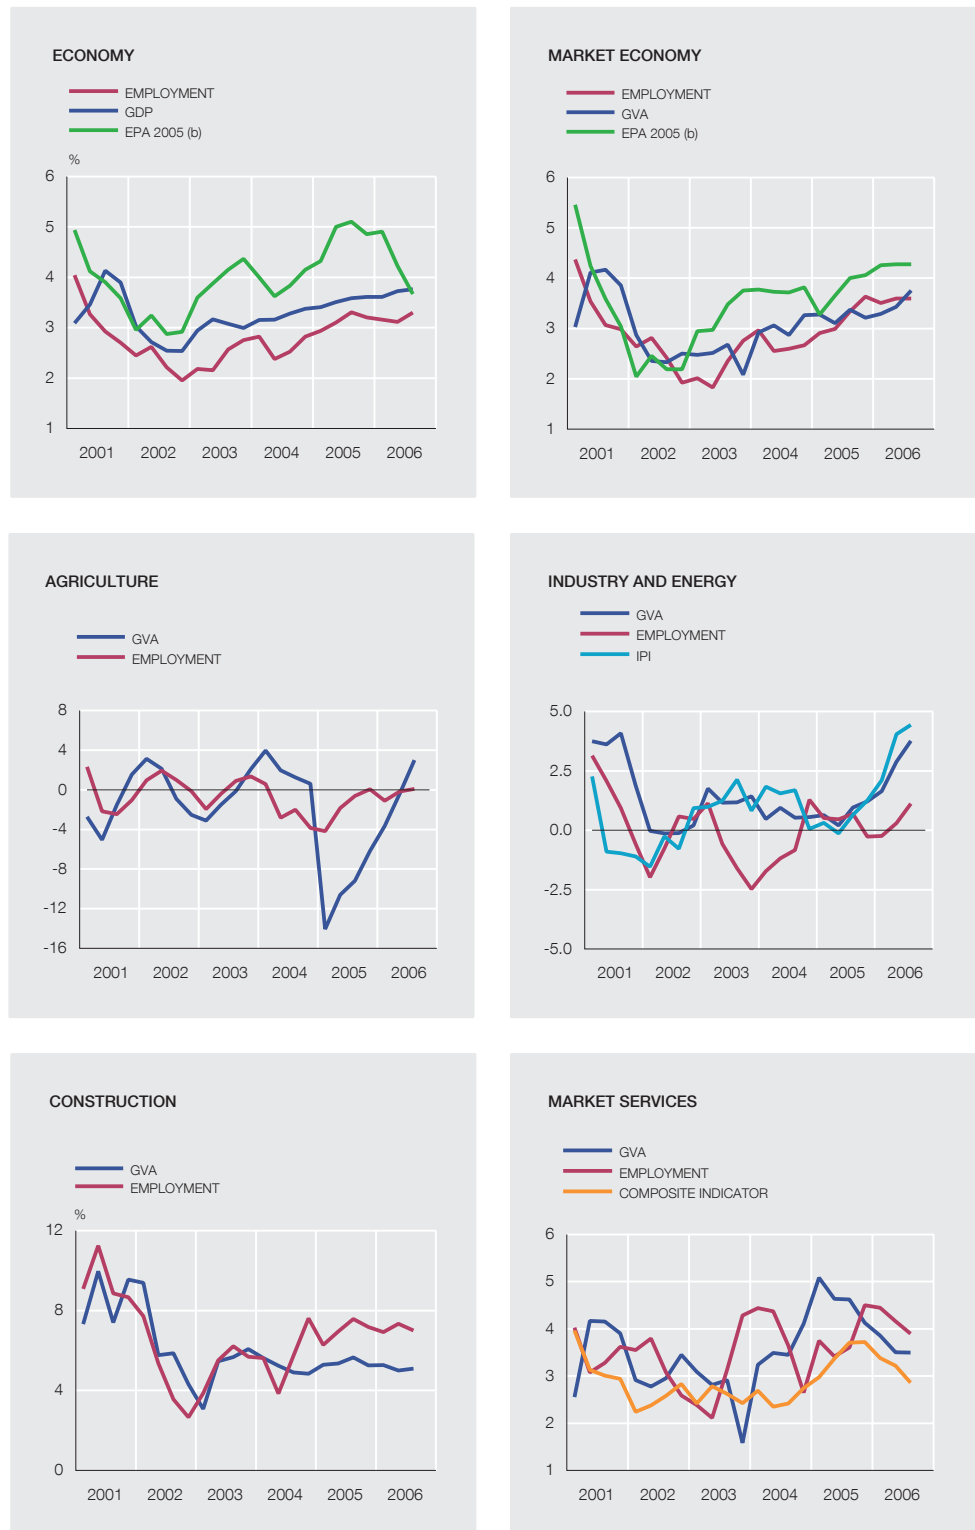 ECONOMY
EMPLOYMENT
GDP
EPA 2005 (b)
%
6
5
4
3
2
1
2001 2002 2003 2004 2005 2006
MARKET ECONOMY
EMPLOYMENT
GVA
EPA 2005 (b)
6
5
4
3
2
1
2001 2002 2003 2004 2005 2006
AGRICULTURE
GVA
EMPLOYMENT
8
4
0
-4
-8
-12
-16
2001 2002 2003 2004 2005 2006
INDUSTRY AND ENERGY
GVA
EMPLOYMENT
IPI
5.0
2.5
0.0
-2.5
-5.0
2001 2002 2003 2004 2005 2006
CONSTRUCTION
GVA
EMPLOYMENT
%
12
8
4
0
2001 2002 2003 2004 2005 2006
MARKET SERVICES
GVA
EMPLOYMENT
COMPOSITE INDICATOR
6
5
4
3
2
1
2001 2002 2003 2004 2005 2006